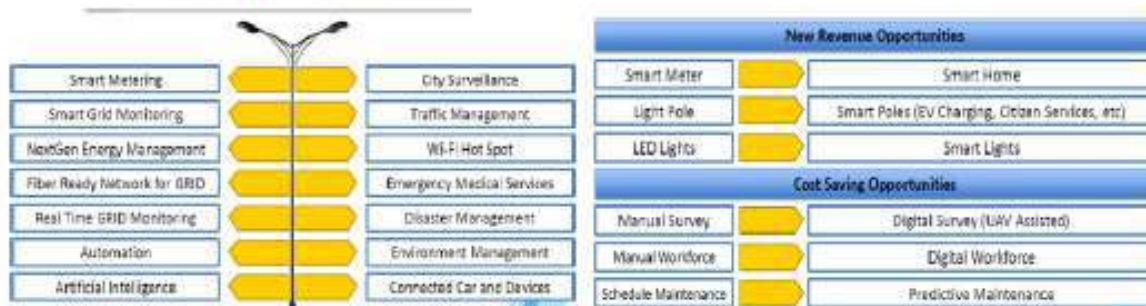 Smart Metering
City Surveillance
Smart Grid Monitoring
Traffic Management
NextGen Energy Management
Wi-Fi Hot Spot
Fiber Ready Network for GRID
Emergency Medical Services
Real Time GRID Monitoring
Disaster Management
Automation
Environment Management
Artificial Intelligence
Connected Car and Devices
New Revenue Opportunities
Smart Meter
Smart Home
Light Pole
Smart Poles (EV Charging, Citizen Services, etc)
LED Lights
Smart Lights
Cost Saving Opportunities
Manual Survey
Digital Survey (UAV Assisted)
Manual Workforce
Digital Workforce
Schedule Maintenance
Predictive Maintenance